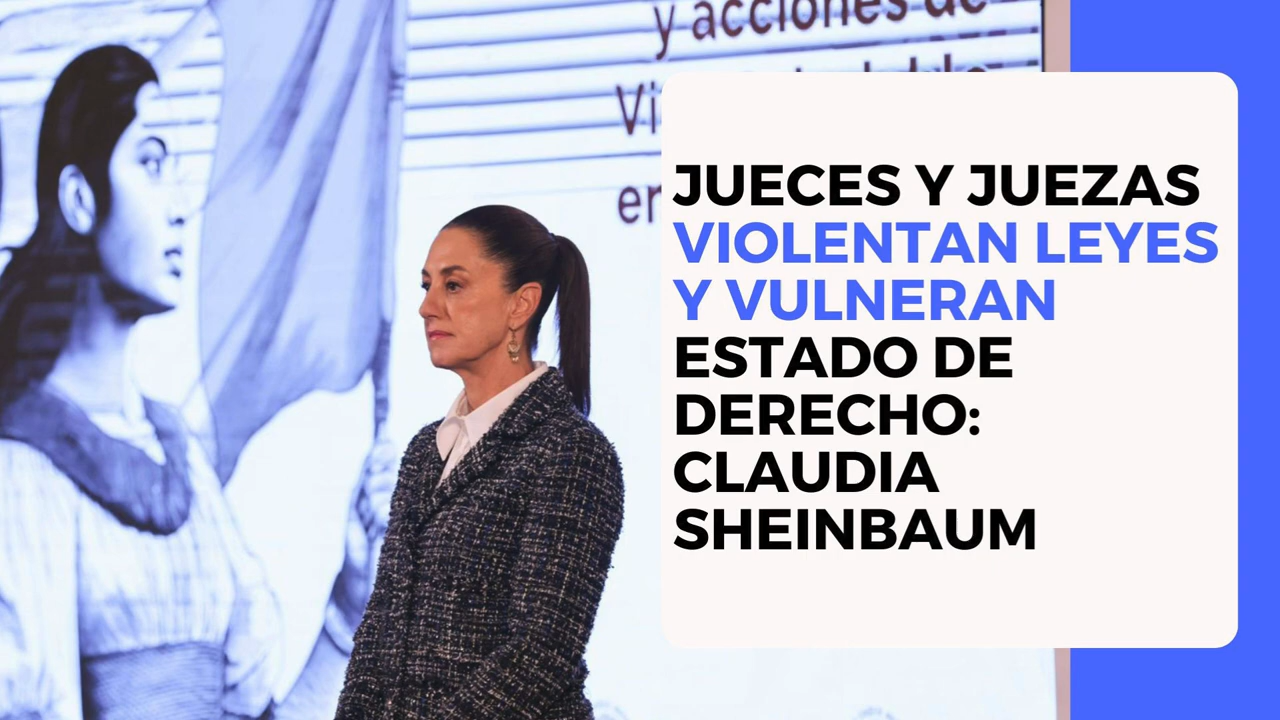 y acciones de
JUECES Y JUEZAS
VIOLENTAN LEYES
Y VULNERAN
ESTADO DE
DERECHO:
CLAUDIA
SHEINBAUM